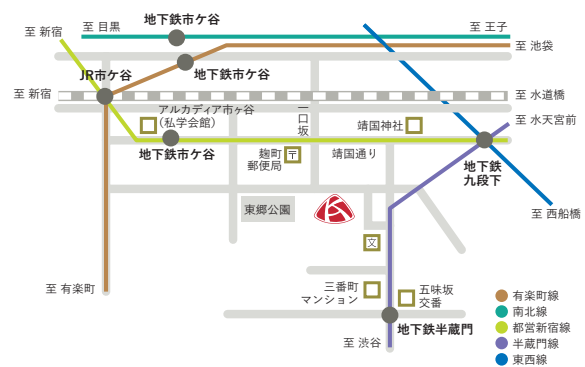 至 新宿
至 目黒
地下鉄市ケ谷
至 王子
至 池袋
地下鉄市ケ谷
JR市ケ谷
至 新宿
至 水道橋
アルカディア市ヶ谷
(私学会館)
一口坂
靖国神社
至 水天宮前
地下鉄市ケ谷
麹町
郵便局
〒
靖国通り
地下鉄
九段下
東郷公園
至 西船橋
文
三番町
マンション
五味坂
交番
至 有楽町
地下鉄半蔵門
至 渋谷
有楽町線
南北線
都営新宿線
半蔵門線
東西線